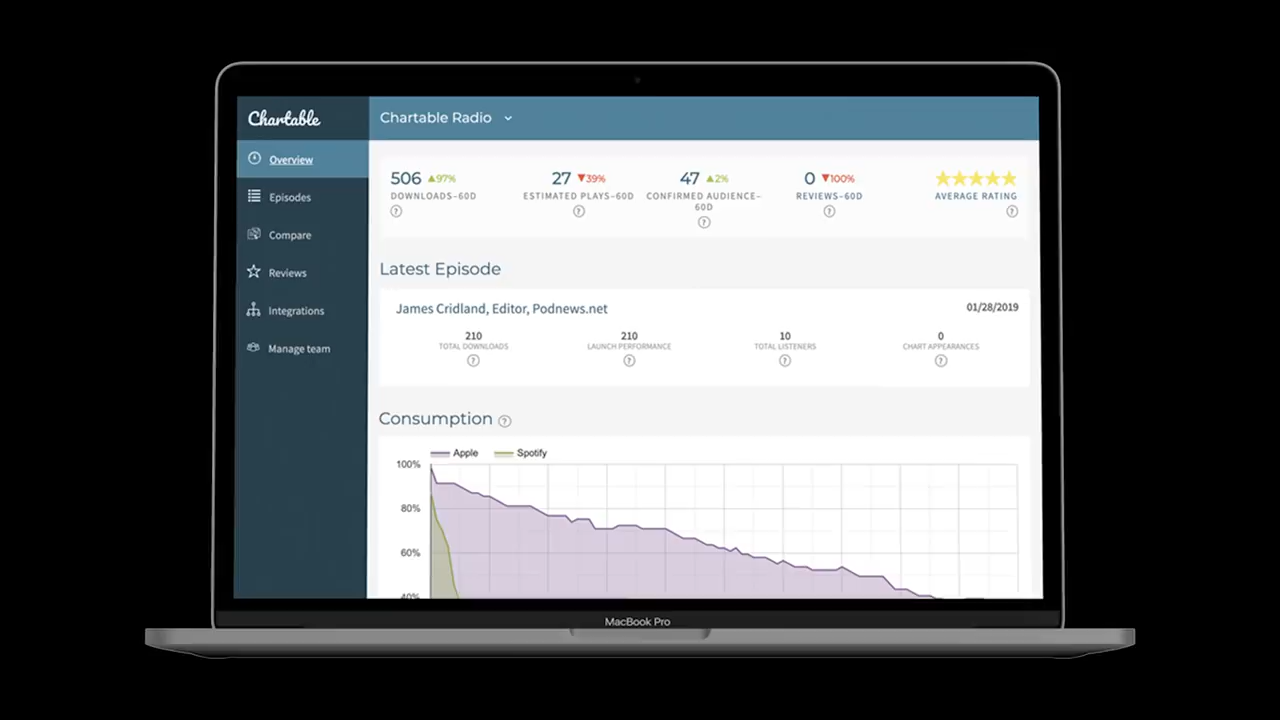 Chartable
Chartable Radio
Overview
Episodes
Compare
Reviews
Integrations
Manage team
506 ▲97%
DOWNLOADS–60D
?
27 ▼39%
ESTIMATED PLAYS–60D
?
47 ▲2%
CONFIRMED AUDIENCE–
60D
?
0 ▼100%
REVIEWS–60D
?
AVERAGE RATING
?
Latest Episode
James Cridland, Editor, Podnews.net
01/28/2019
210
TOTAL DOWNLOADS
?
210
LAUNCH PERFORMANCE
?
10
TOTAL LISTENERS
?
0
CHART APPEARANCES
?
Consumption ?
Apple Spotify
100%
80%
60%
40%
MacBook Pro